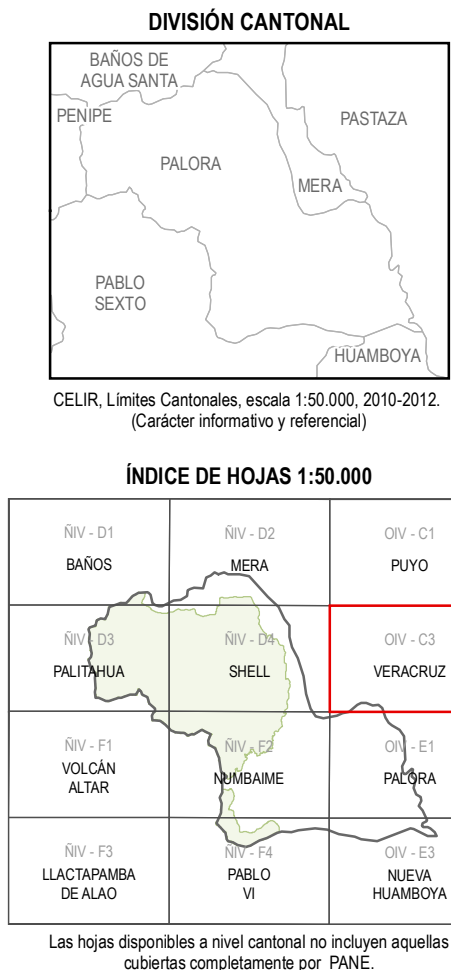 DIVISIÓN CANTONAL
BAÑOS DE
AGUA SANTA
PENIPE
PASTAZA
PALORA
MERA
PABLO
SEXTO
HUAMBOYA
CELIR, Límites Cantonales, escala 1:50.000, 2010-2012.
(Carácter informativo y referencial)
ÍNDICE DE HOJAS 1:50.000
ÑIV - D1
BAÑOS
ÑIV - D2
MERA
OIV - C1
PUYO
ÑIV - D3
PALITAHUA
ÑIV - D4
SHELL
OIV - C3
VERACRUZ
ÑIV - F1
VOLCÁN
ALTAR
ÑIV - F2
NUMBAIME
OIV - E1
PALORA
ÑIV - F3
LLACTAPAMBA
DE ALAO
ÑIV - F4
PABLO
VI
OIV - E3
NUEVA
HUAMBOYA
Las hojas disponibles a nivel cantonal no incluyen aquellas
cubiertas completamente por PANE.